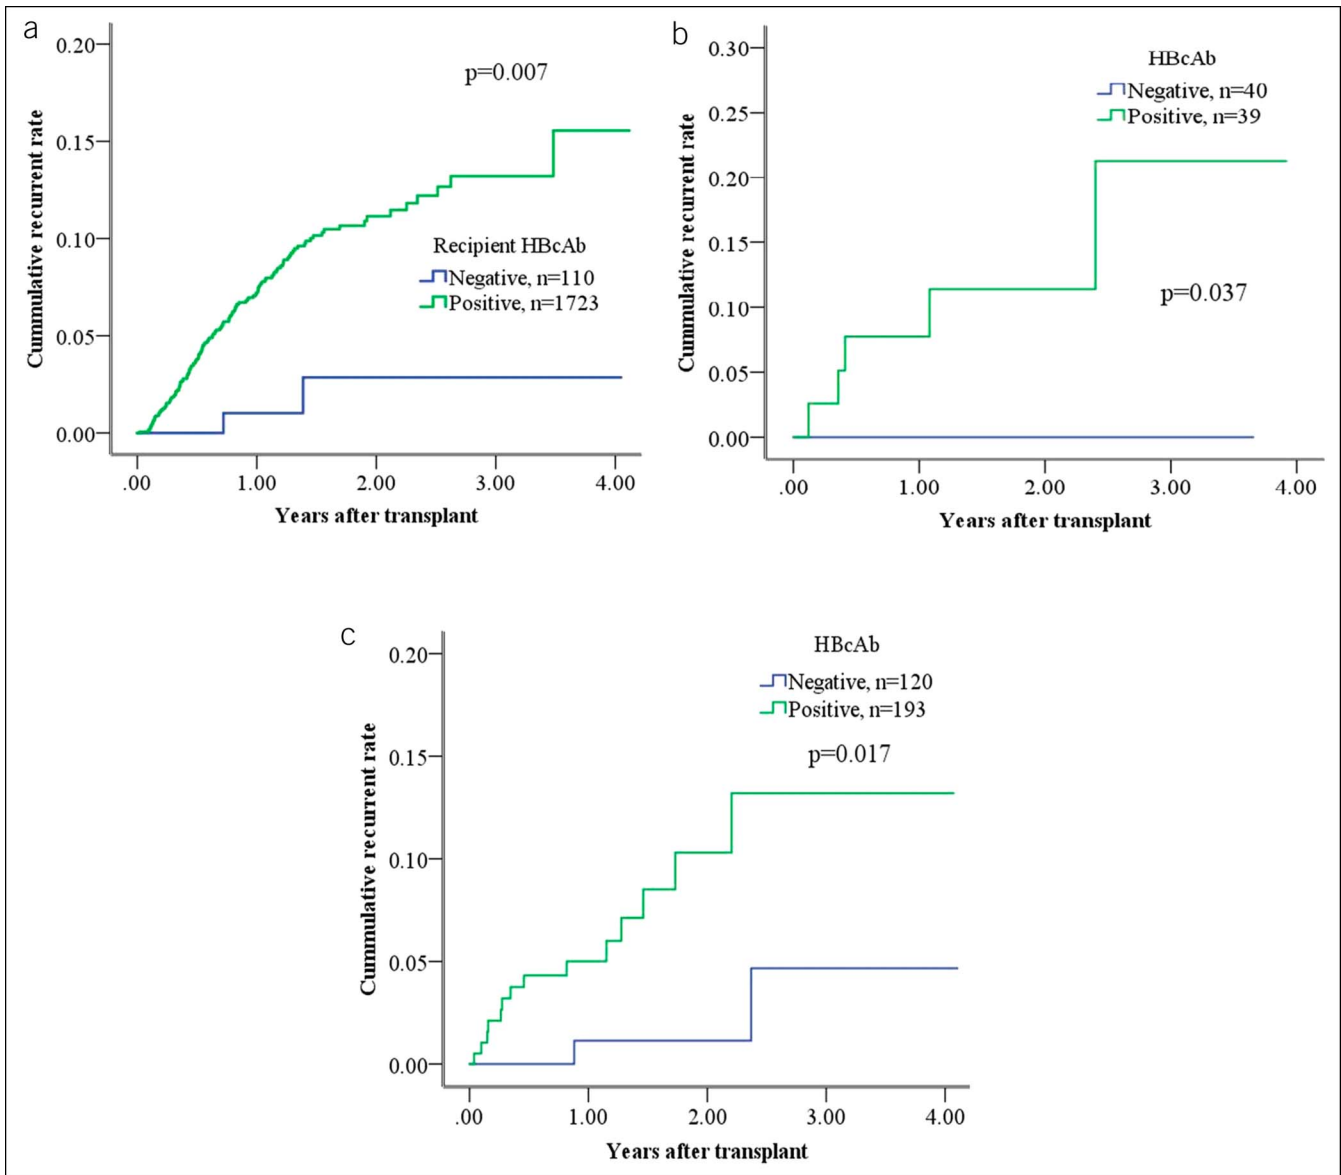 a
0.20
0.15
0.10
0.05
0.00
Cummulative recurrent rate
p=0.007
Recipient HBcAb
Negative, n=110
Positive, n=1723
.00 1.00 2.00 3.00 4.00
Years after transplant
b
0.30
0.25
0.20
0.15
0.10
0.05
0.00
Cummulative recurrent rate
HBcAb
Negative, n=40
Positive, n=39
p=0.037
.00 1.00 2.00 3.00 4.00
Years after transplant
c
0.20
0.15
0.10
0.05
0.00
Cummulative recurrent rate
HBcAb
Negative, n=120
Positive, n=193
p=0.017
.00 1.00 2.00 3.00 4.00
Years after transplant